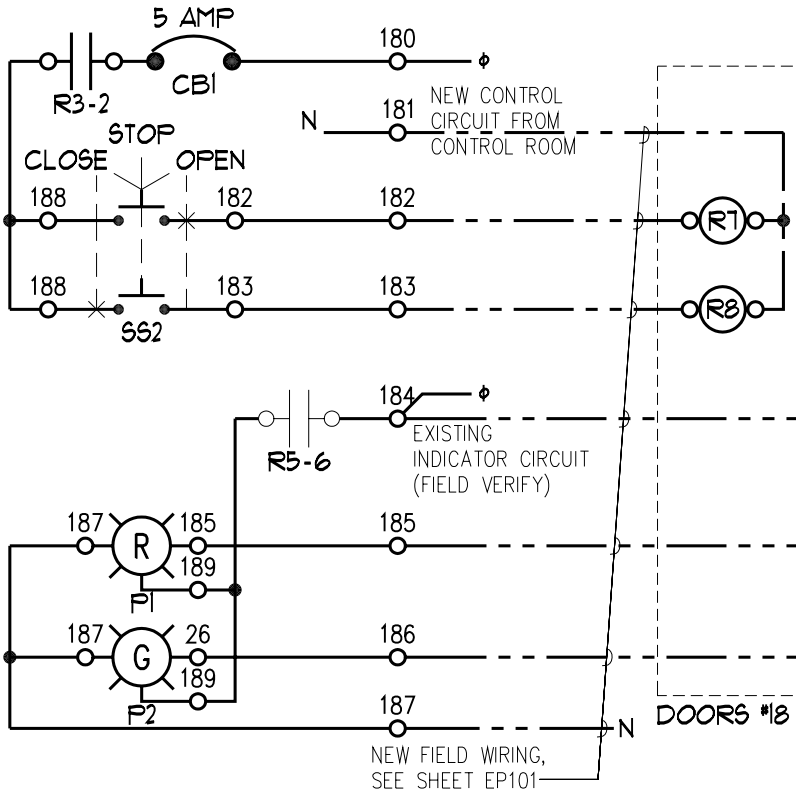 5 AMP
180
ϕ
CB1
R3-2
N
181
NEW CONTROL
CIRCUIT FROM
CONTROL ROOM
STOP
CLOSE
OPEN
188
182
182
R7
188
183
183
R8
SS2
184
ϕ
R5-6
EXISTING
INDICATOR CIRCUIT
(FIELD VERIFY)
187
R
185
185
189
P1
187
G
26
186
189
P2
187
N
DOORS #18
NEW FIELD WIRING,
SEE SHEET EP101